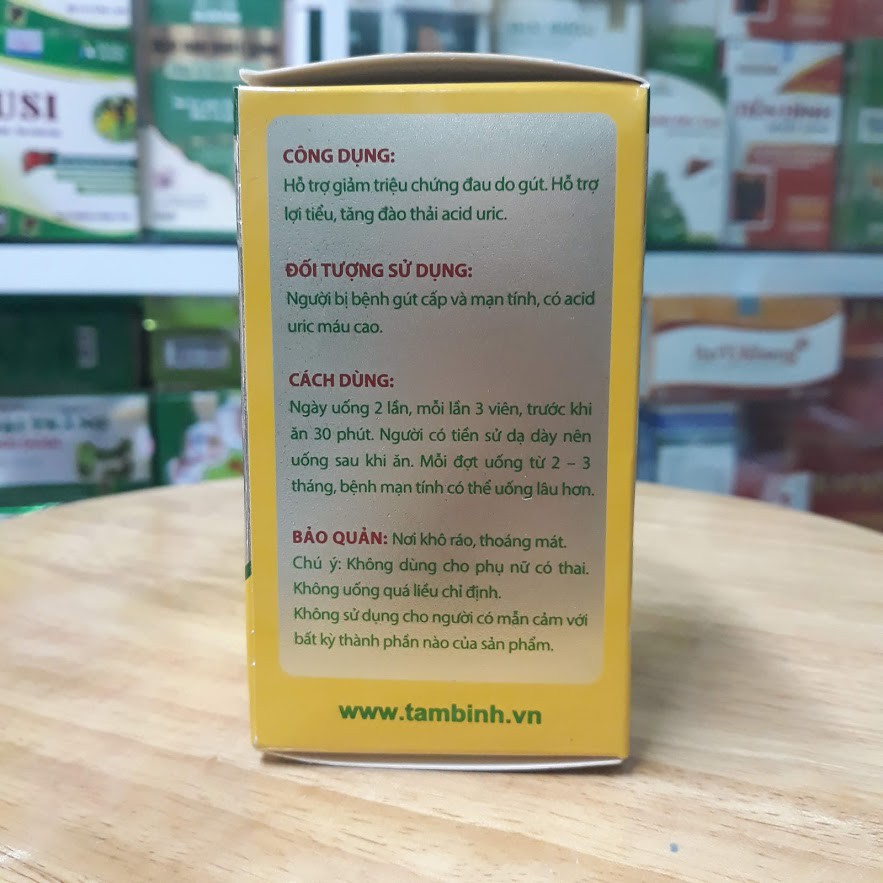 CÔNG DỤNG:
Hỗ trợ giảm triệu chứng đau do gút. Hỗ trợ
lợi tiểu, tăng đào thải acid uric.
ĐỐI TƯỢNG SỬ DỤNG:
Người bị bệnh gút cấp và mạn tính, có acid
uric máu cao.
CÁCH DÙNG:
Ngày uống 2 lần, mỗi lần 3 viên, trước khi
ăn 30 phút. Người có tiền sử dạ dày nên
uống sau khi ăn. Mỗi đợt uống từ 2 – 3
tháng, bệnh mạn tính có thể uống lâu hơn.
BẢO QUẢN: Nơi khô ráo, thoáng mát.
Chú ý: Không dùng cho phụ nữ có thai.
Không uống quá liều chỉ định.
Không sử dụng cho người có mẫn cảm với
bất kỳ thành phần nào của sản phẩm.
www.tambinh.vn
USI